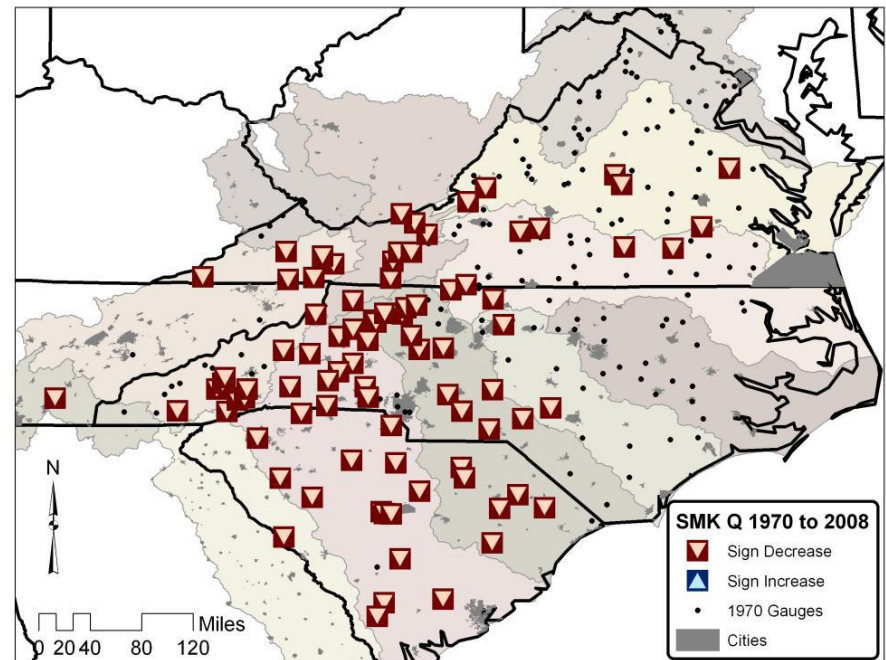 SMK Q 1970 to 2008
Sign Decrease
Sign Increase
1970 Gauges
Cities
N
Miles
0 20 40 80 120